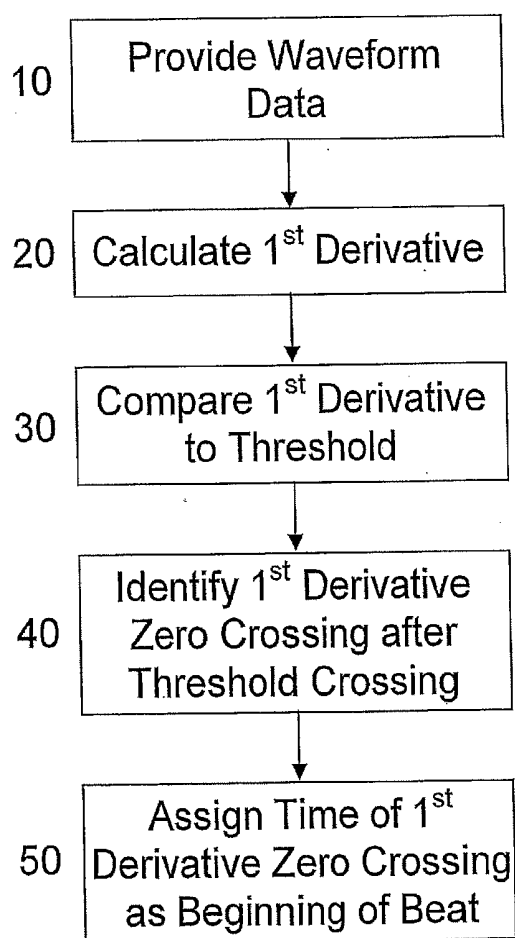 10
Provide Waveform
Data
20
Calculate 1st Derivative
30
Compare 1st Derivative
to Threshold
40
Identify 1st Derivative
Zero Crossing after
Threshold Crossing
50
Assign Time of 1st
Derivative Zero Crossing
as Beginning of Beat